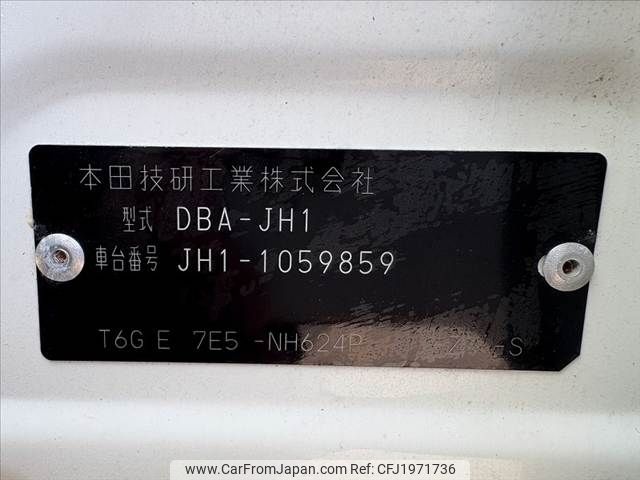 本田技研工業株式会社
型式 DBA-JH1
車台番号 JH1-1059859
T6G E 7E5 -NH624P -S
© CarFromJapan / CarFromJapan.com / Ref: CFJ1971736